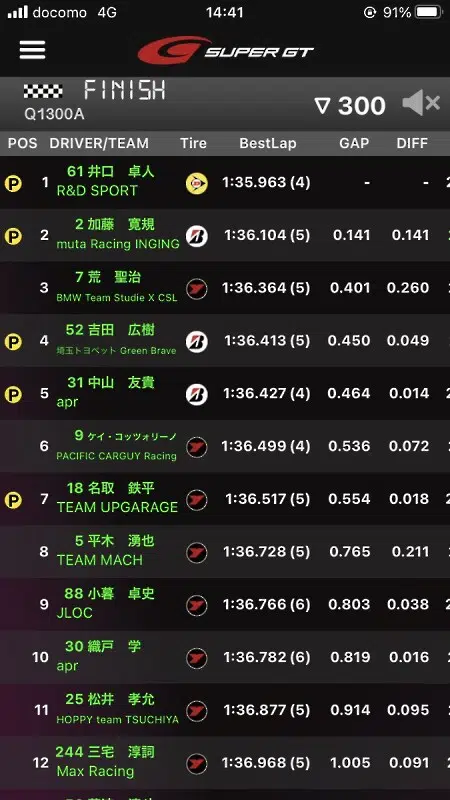 docomo 4G 14:41 91%
SUPER GT
FINISH
Q1300A ▽ 300
POS DRIVER/TEAM Tire BestLap GAP DIFF
P 1 61 井口 卓人 1:35.963 (4) - -
R&D SPORT
P 2 2 加藤 寛規 1:36.104 (5) 0.141 0.141
muta Racing INGING
3 7 荒 聖治 1:36.364 (5) 0.401 0.260
BMW Team Studie X CSL
P 4 52 吉田 広樹 1:36.413 (5) 0.450 0.049
埼玉トヨペット Green Brave
P 5 31 中山 友貴 1:36.427 (4) 0.464 0.014
apr
6 9 ケイ・コッツォリーノ 1:36.499 (4) 0.536 0.072
PACIFIC CARGUY Racing
P 7 18 名取 鉄平 1:36.517 (5) 0.554 0.018
TEAM UPGARAGE
8 5 平木 湧也 1:36.728 (5) 0.765 0.211
TEAM MACH
9 88 小暮 卓史 1:36.766 (6) 0.803 0.038
JLOC
10 30 織戸 学 1:36.782 (6) 0.819 0.016
apr
11 25 松井 孝允 1:36.877 (5) 0.914 0.095
HOPPY team TSUCHIYA
12 244 三宅 淳詞 1:36.968 (5) 1.005 0.091
Max Racing